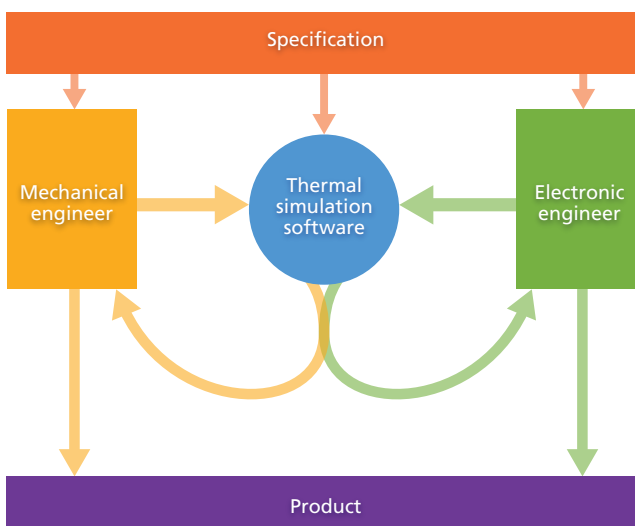 Specification
Mechanical
engineer
Thermal
simulation
software
Electronic
engineer
Product